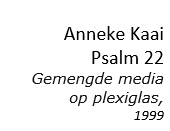 Anneke Kaai
Psalm 22
Gemengde media
op plexiglas,
1999